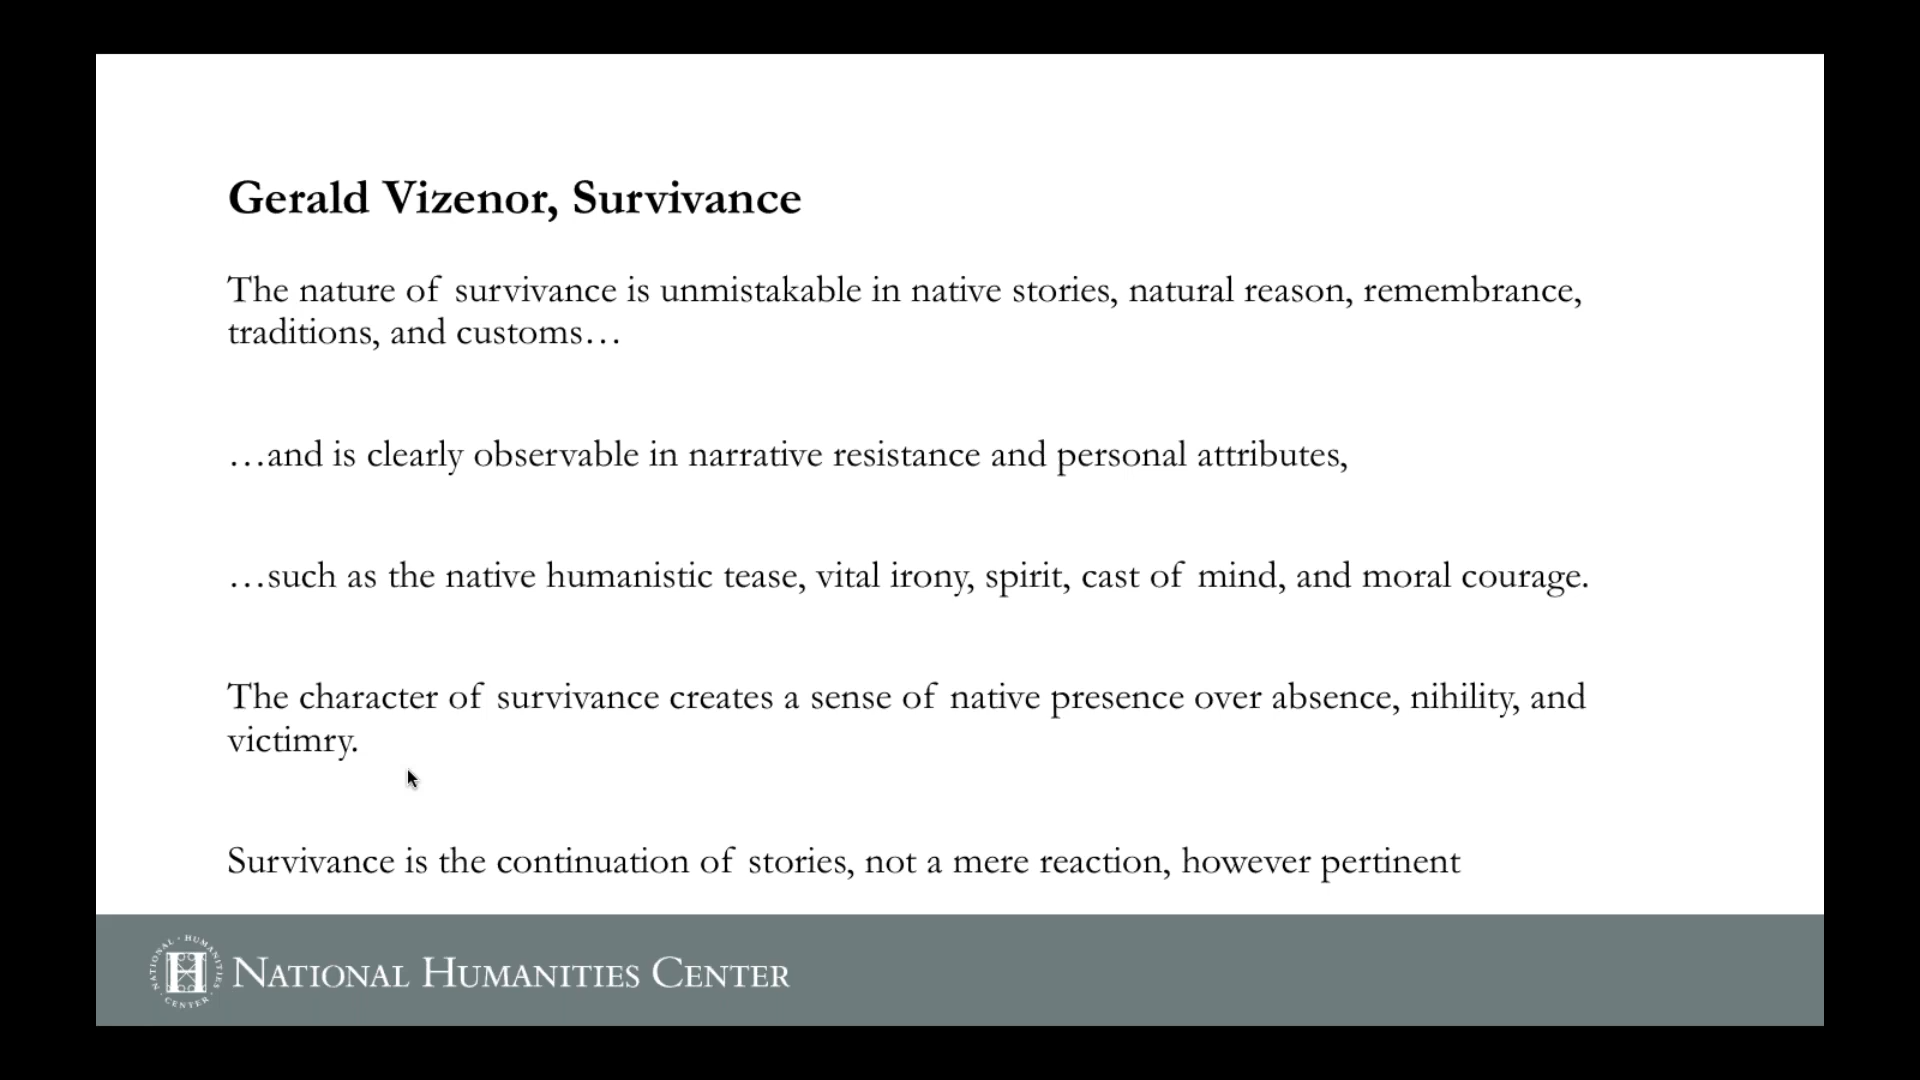 Gerald Vizenor, Survivance
The nature of survivance is unmistakable in native stories, natural reason, remembrance,
traditions, and customs…
…and is clearly observable in narrative resistance and personal attributes,
…such as the native humanistic tease, vital irony, spirit, cast of mind, and moral courage.
The character of survivance creates a sense of native presence over absence, nihility, and
victimry.
Survivance is the continuation of stories, not a mere reaction, however pertinent
NATIONAL · HUMANITIES · CENTER ·
H
NATIONAL HUMANITIES CENTER